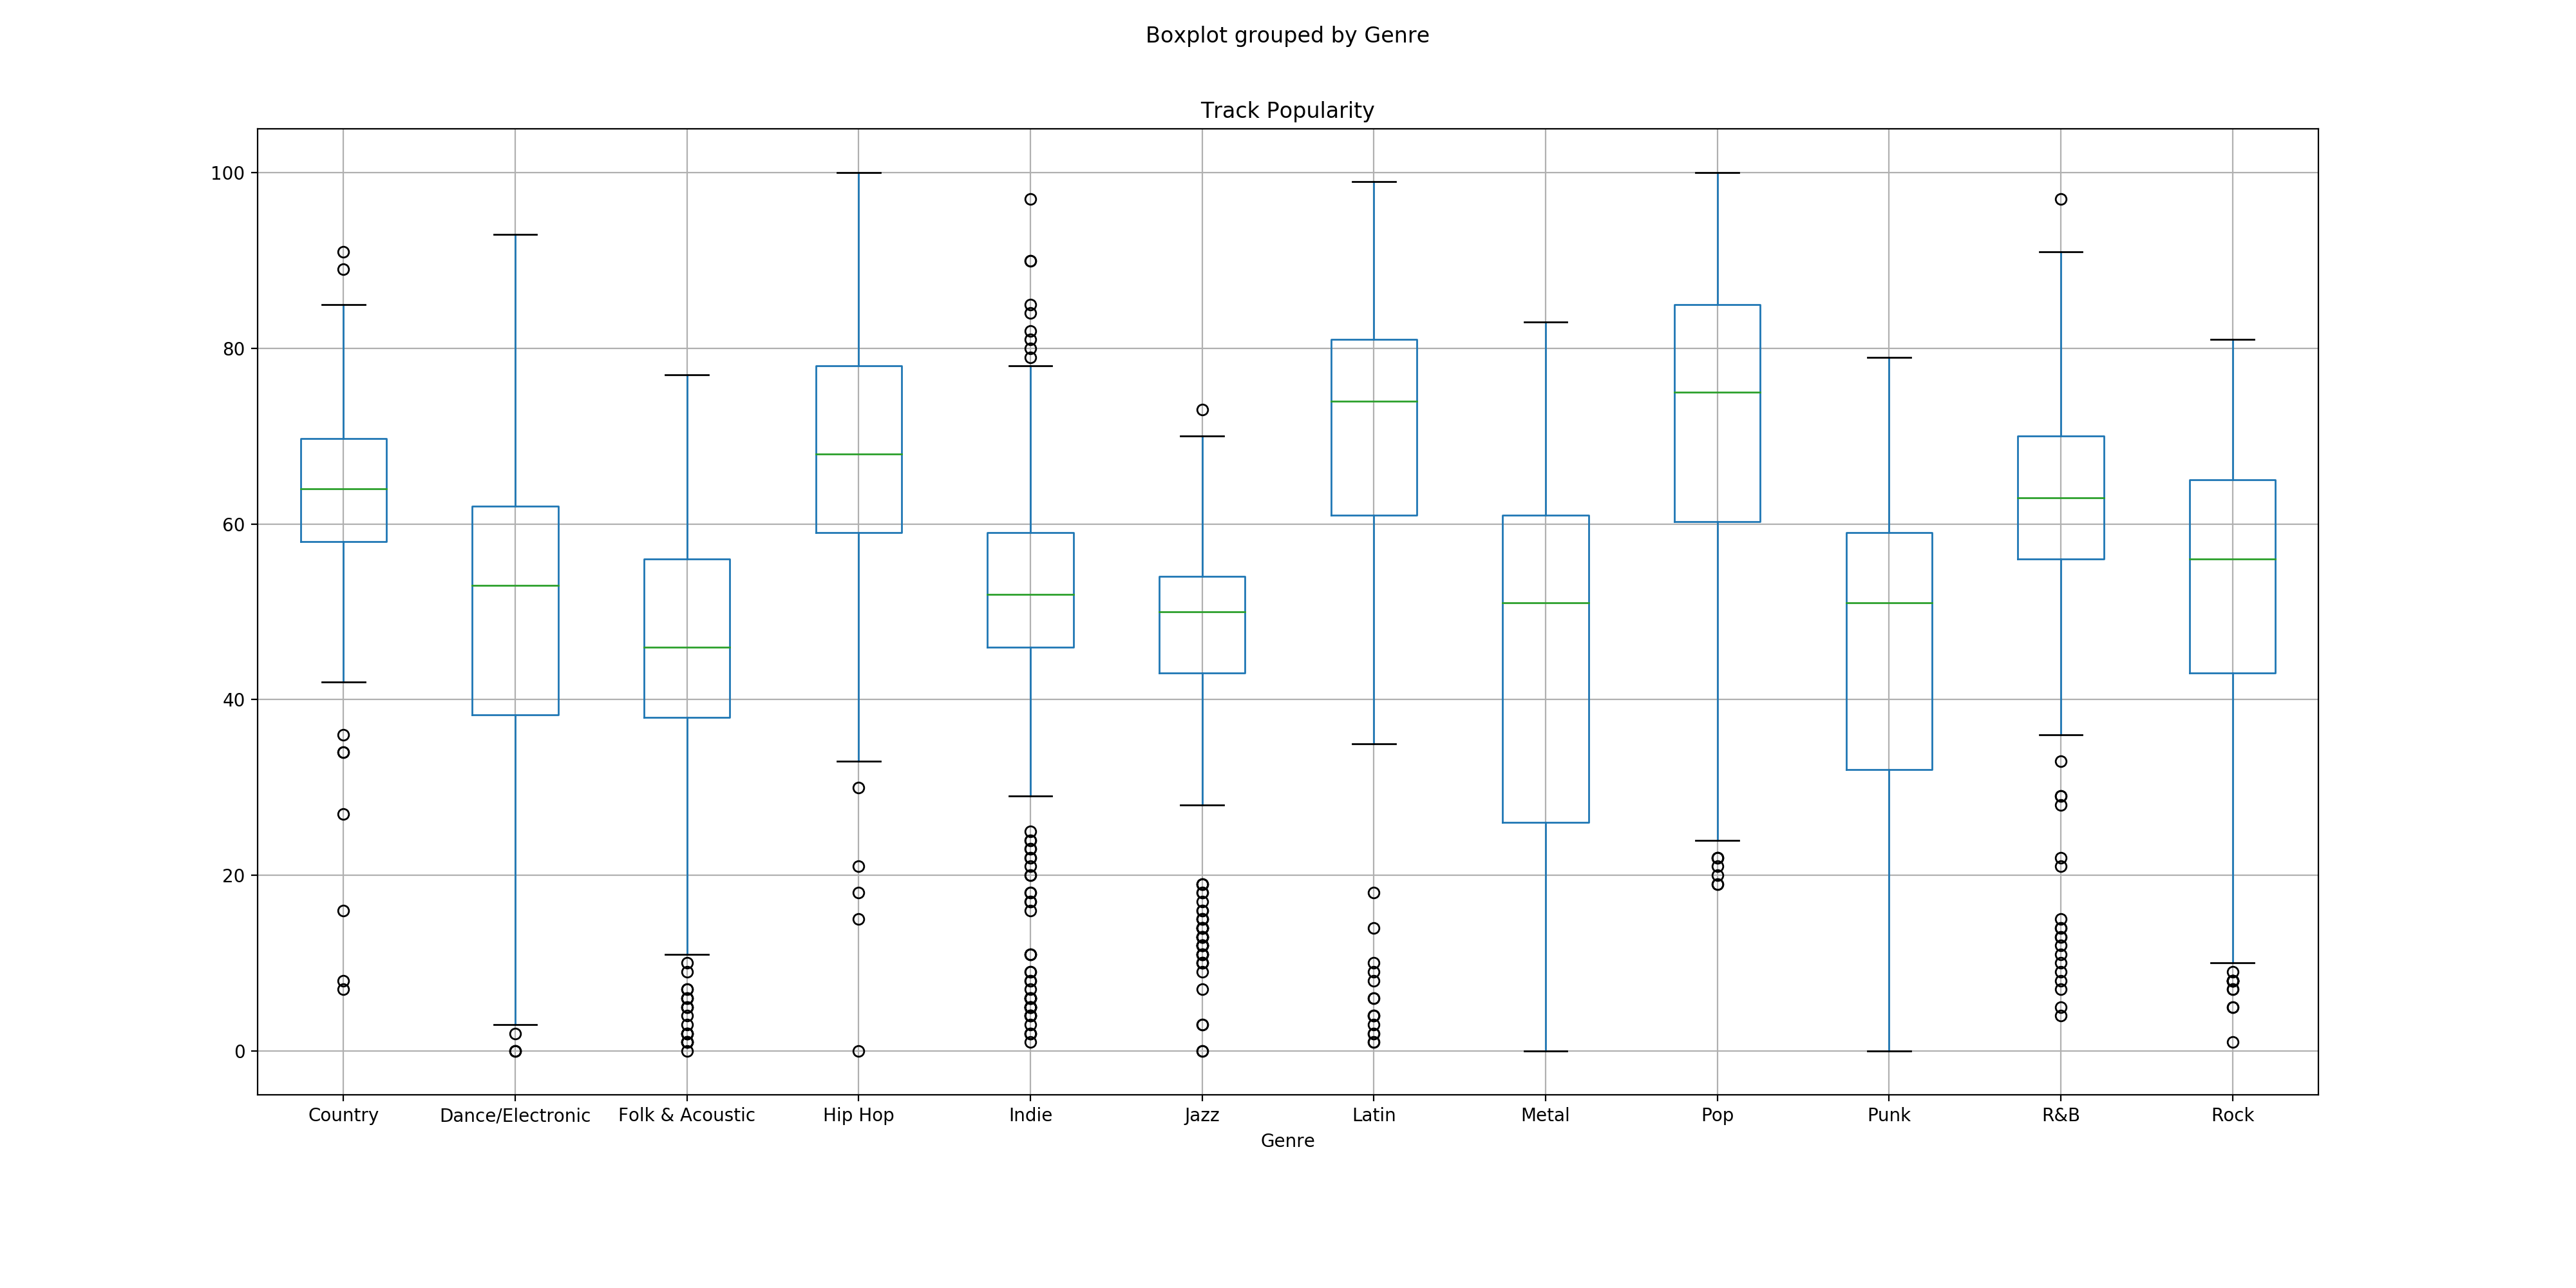 Boxplot grouped by Genre
Track Popularity
100
80
60
40
20
0
Country Dance/Electronic Folk & Acoustic Hip Hop Indie Jazz Latin Metal Pop Punk R&B Rock
Genre